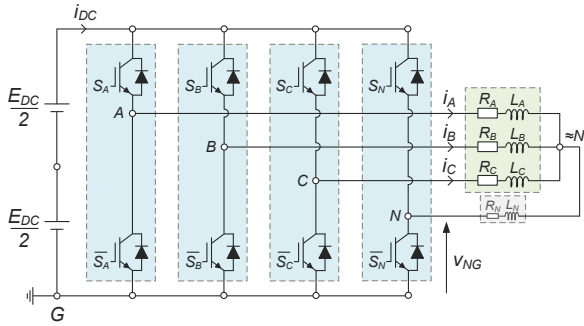 i_DC
E_DC
2
E_DC
2
G
S_A
S_B
S_C
S_N
A
B
C
N
S̅_A
S̅_B
S̅_C
S̅_N
i_A
i_B
i_C
R_A L_A
R_B L_B
R_C L_C
R_N L_N
≈N
v_NG